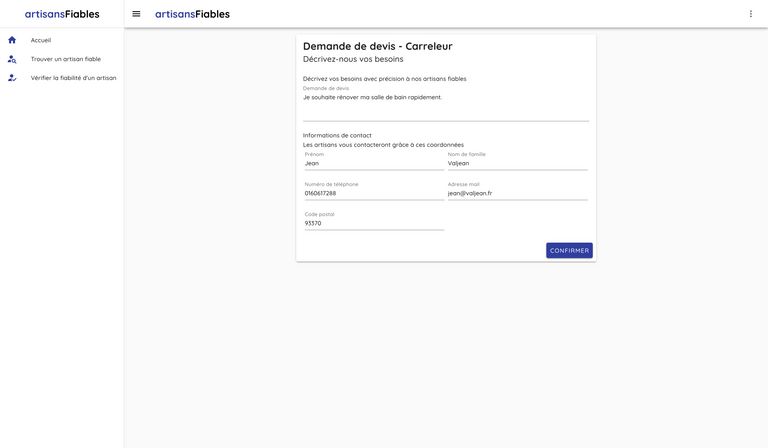 artisansFiables
artisansFiables
Accueil
Trouver un artisan fiable
Vérifier la fiabilité d'un artisan
Demande de devis - Carreleur
Décrivez-nous vos besoins
Décrivez vos besoins avec précision à nos artisans fiables
Demande de devis
Je souhaite rénover ma salle de bain rapidement.
Informations de contact
Les artisans vous contacteront grâce à ces coordonnées
Prénom
Jean
Nom de famille
Valjean
Numéro de téléphone
0160617288
Adresse mail
jean@valjean.fr
Code postal
93370
CONFIRMER